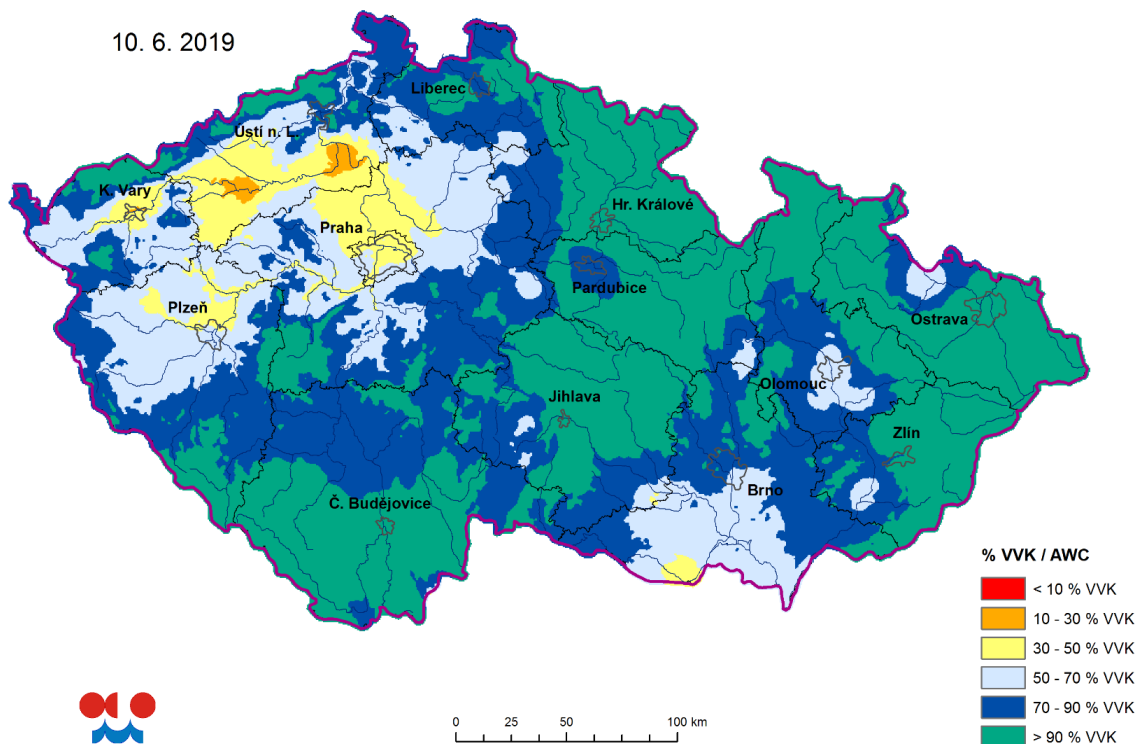 10. 6. 2019
Liberec
Ústí n. L.
K. Vary
Hr. Králové
Praha
Pardubice
Plzeň
Ostrava
Olomouc
Jihlava
Zlín
Brno
Č. Budějovice
% VVK / AWC
< 10 % VVK
10 - 30 % VVK
30 - 50 % VVK
50 - 70 % VVK
70 - 90 % VVK
> 90 % VVK
0 25 50 100 km